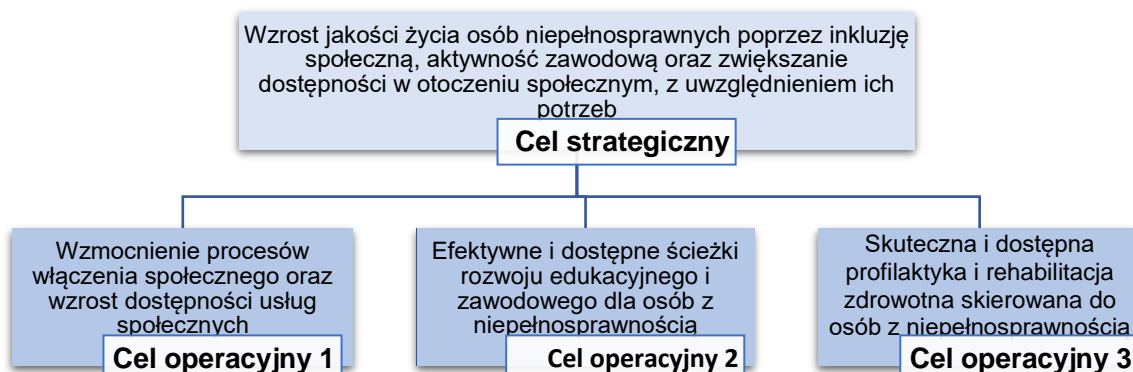 Wzrost jakości życia osób niepełnosprawnych poprzez inkluzję
społeczną, aktywność zawodową oraz zwiększanie
dostępności w otoczeniu społecznym, z uwzględnieniem ich
potrzeb
Cel strategiczny
Wzmocnienie procesów
włączenia społecznego oraz
wzrost dostępności usług
społecznych
Cel operacyjny 1
Efektywne i dostępne ścieżki
rozwoju edukacyjnego i
zawodowego dla osób z
niepełnosprawnością
Cel operacyjny 2
Skuteczna i dostępna
profilaktyka i rehabilitacja
zdrowotna skierowana do
osób z niepełnosprawnością
Cel operacyjny 3